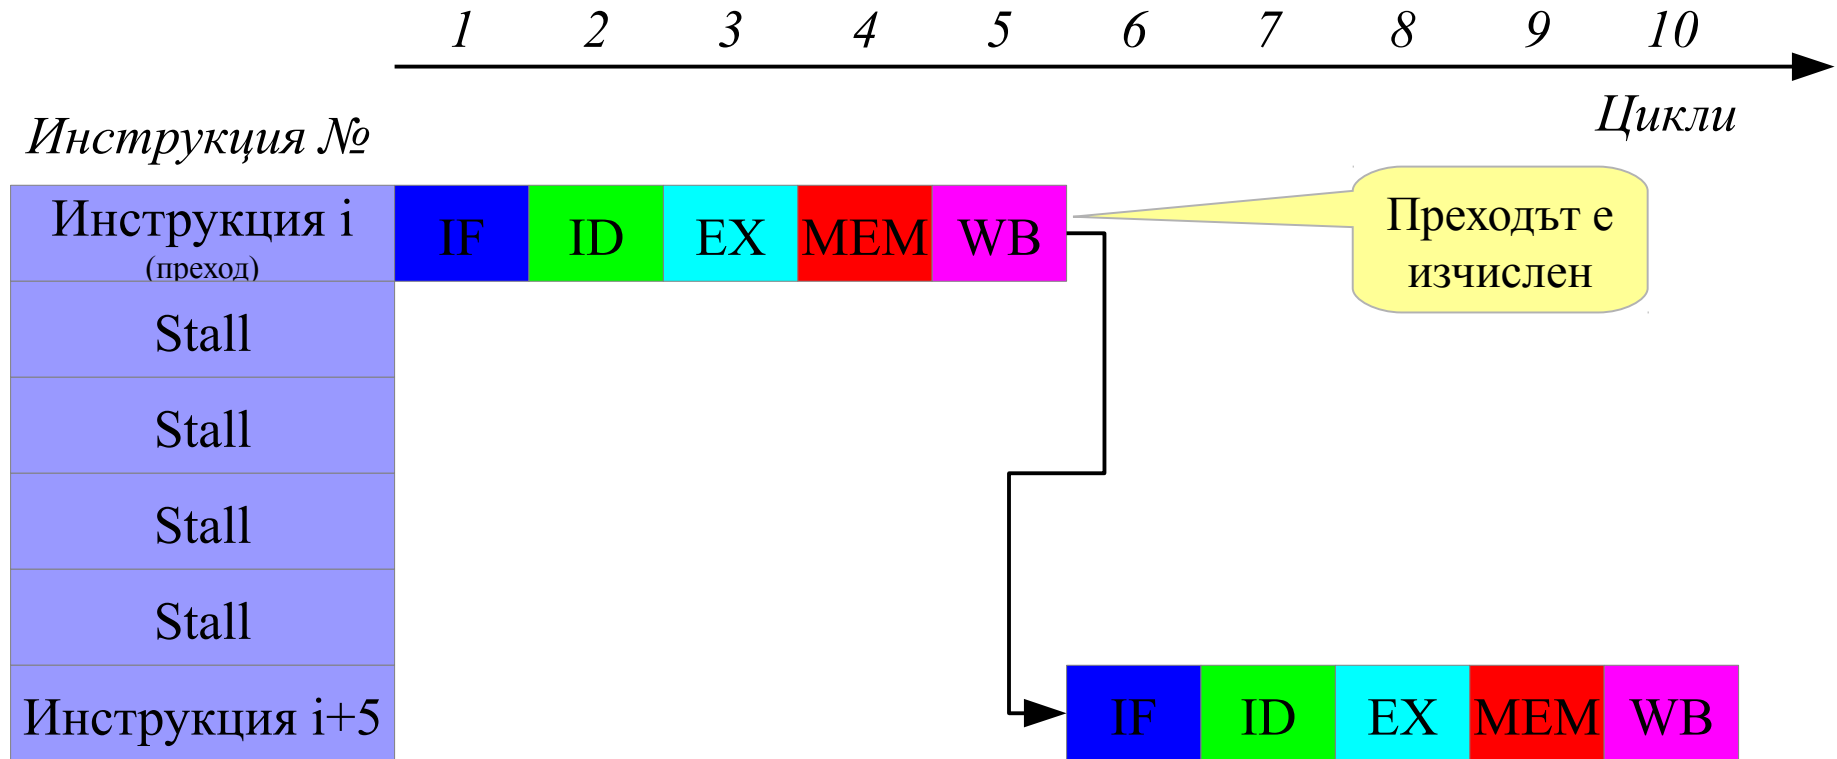 1 2 3 4 5 6 7 8 9 10
Цикли
Инструкция №
Инструкция i IF ID EX MEM WB
(преход)
Преходът е
изчислен
Stall
Stall
Stall
Stall
Инструкция i+5 IF ID EX MEM WB